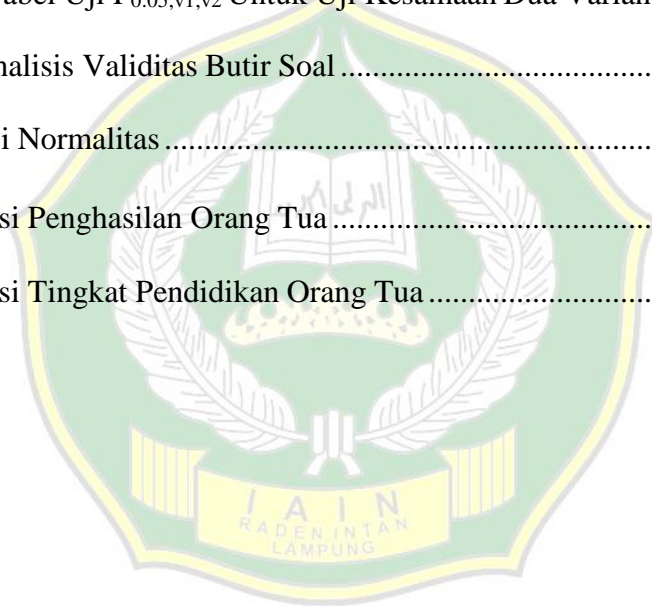 abel Uji F0.05,v1,v2 Untuk Uji Kesamaan Dua Varian
nalisis Validitas Butir Soal ........................................
i Normalitas ................................................................
si Penghasilan Orang Tua ..........................................
si Tingkat Pendidikan Orang Tua .............................
IAIN
RADEN INTAN
LAMPUNG